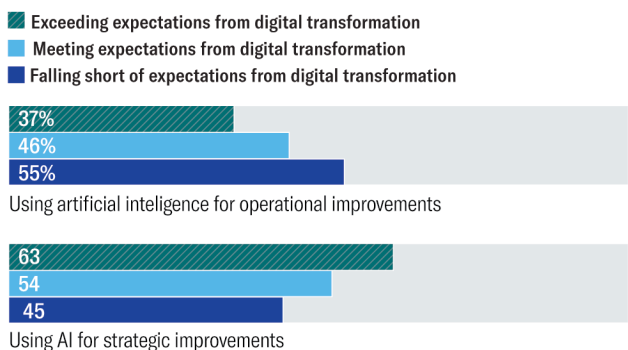 Exceeding expectations from digital transformation
Meeting expectations from digital transformation
Falling short of expectations from digital transformation
37%
46%
55%
Using artificial inteligence for operational improvements
63
54
45
Using AI for strategic improvements